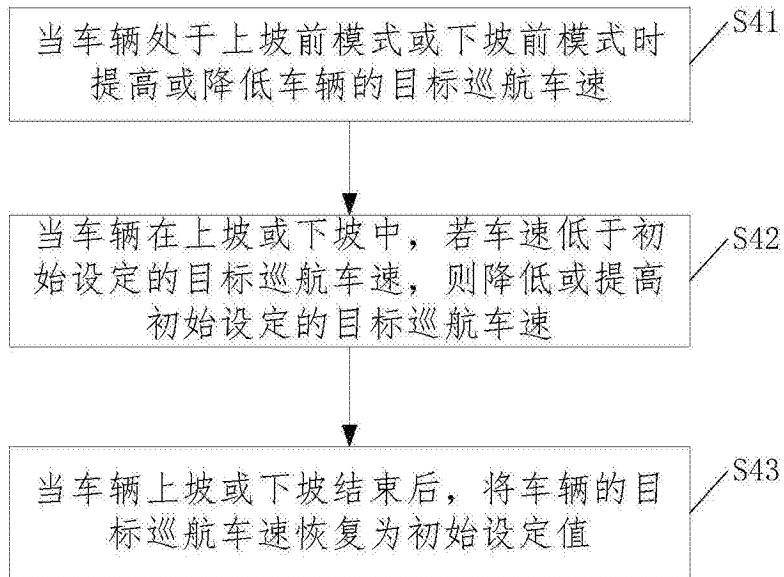 当车辆处于上坡前模式或下坡前模式时
提高或降低车辆的目标巡航车速
S41
当车辆在上坡或下坡中，若车速低于初
始设定的目标巡航车速，则降低或提高
初始设定的目标巡航车速
S42
当车辆上坡或下坡结束后，将车辆的目
标巡航车速恢复为初始设定值
S43